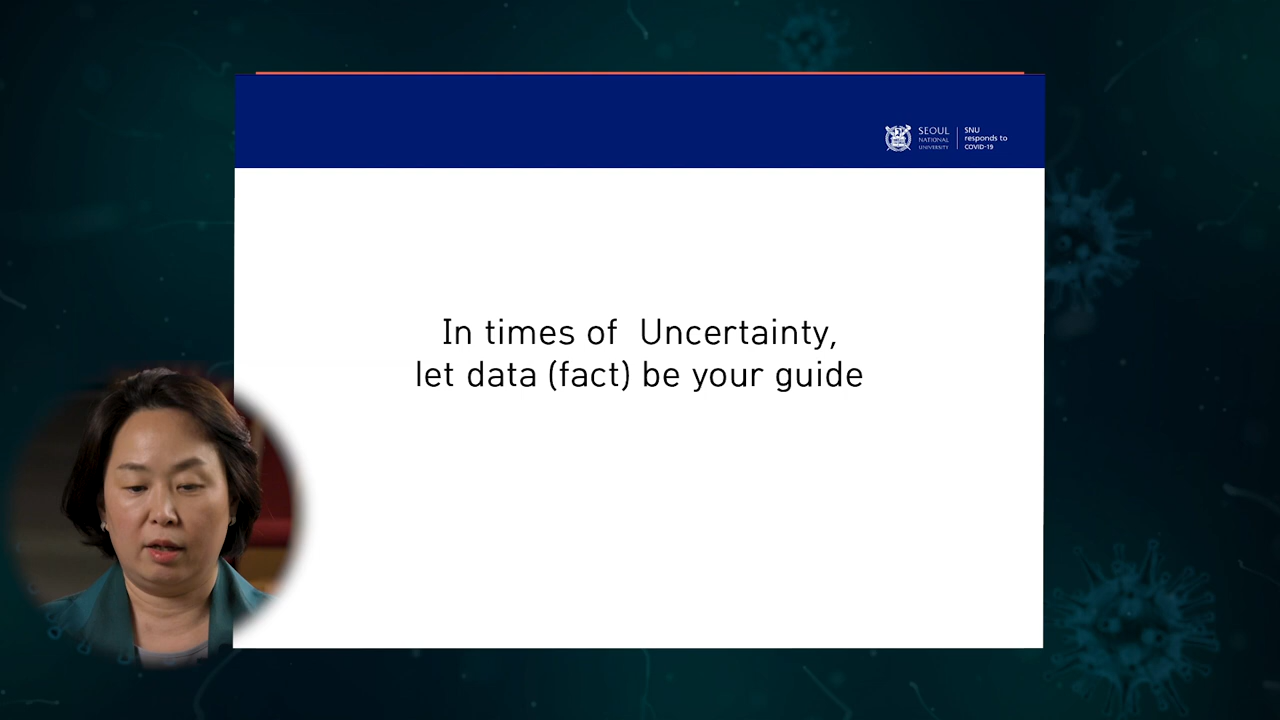 SEOUL
NATIONAL
UNIVERSITY
SNU
responds to
COVID-19
In times of  Uncertainty,
let data (fact) be your guide